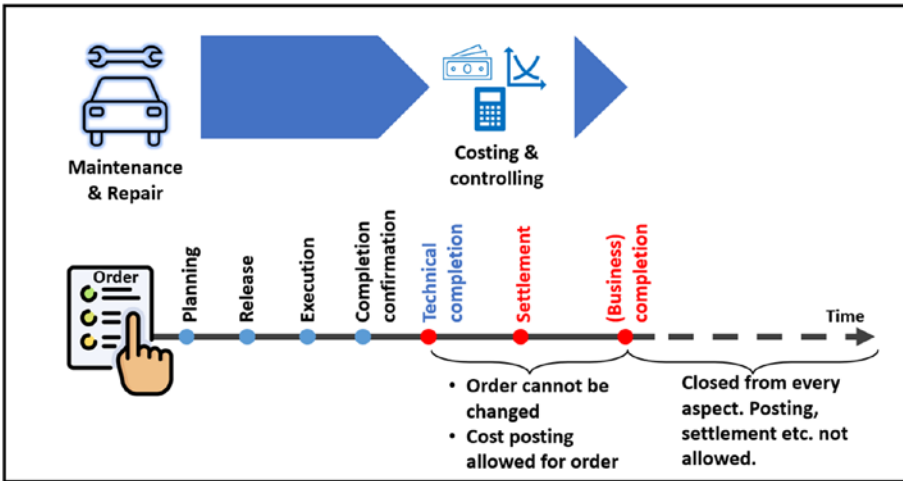 Maintenance
& Repair
Costing &
controlling
Order
Planning
Release
Execution
Completion
confirmation
Technical
completion
Settlement
(Business)
completion
Time
• Order cannot be
changed
• Cost posting
allowed for order
Closed from every
aspect. Posting,
settlement etc. not
allowed.